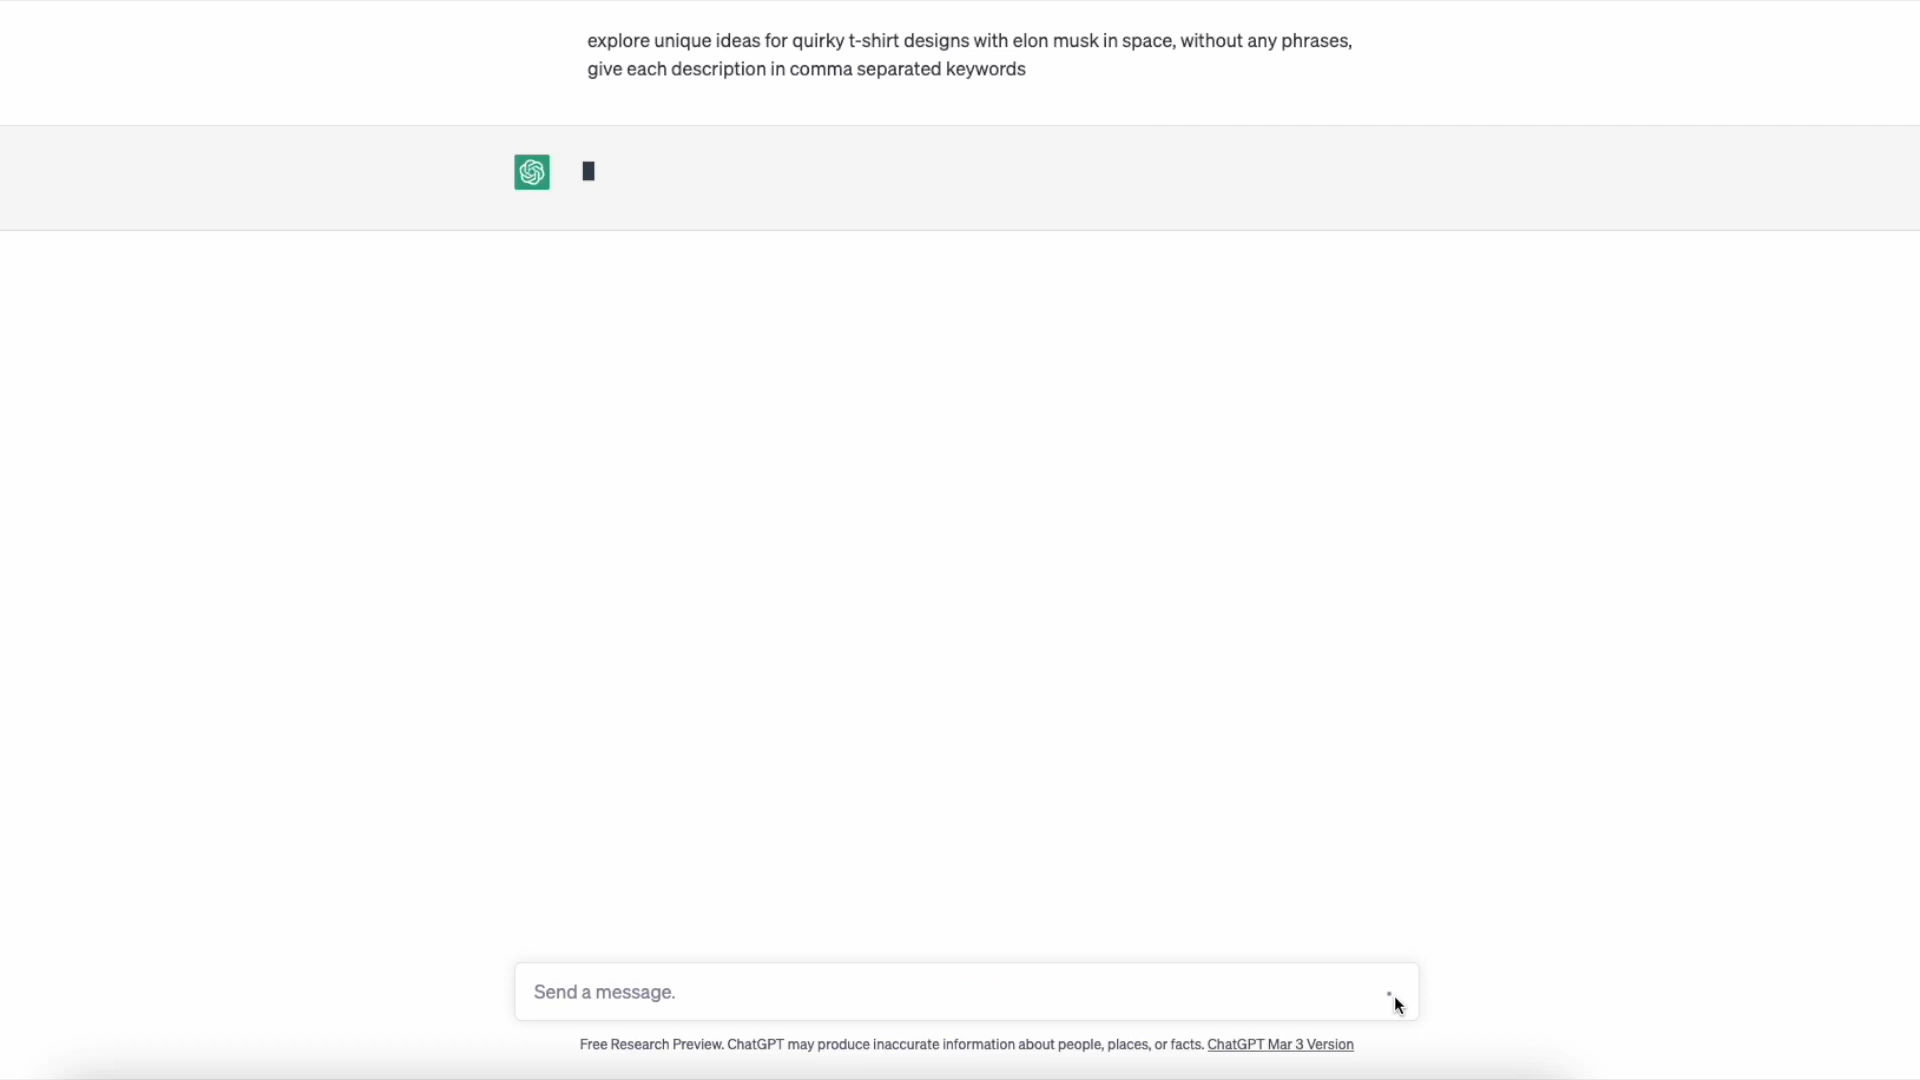 explore unique ideas for quirky t-shirt designs with elon musk in space, without any phrases,
give each description in comma separated keywords
Send a message.
Free Research Preview. ChatGPT may produce inaccurate information about people, places, or facts. ChatGPT Mar 3 Version